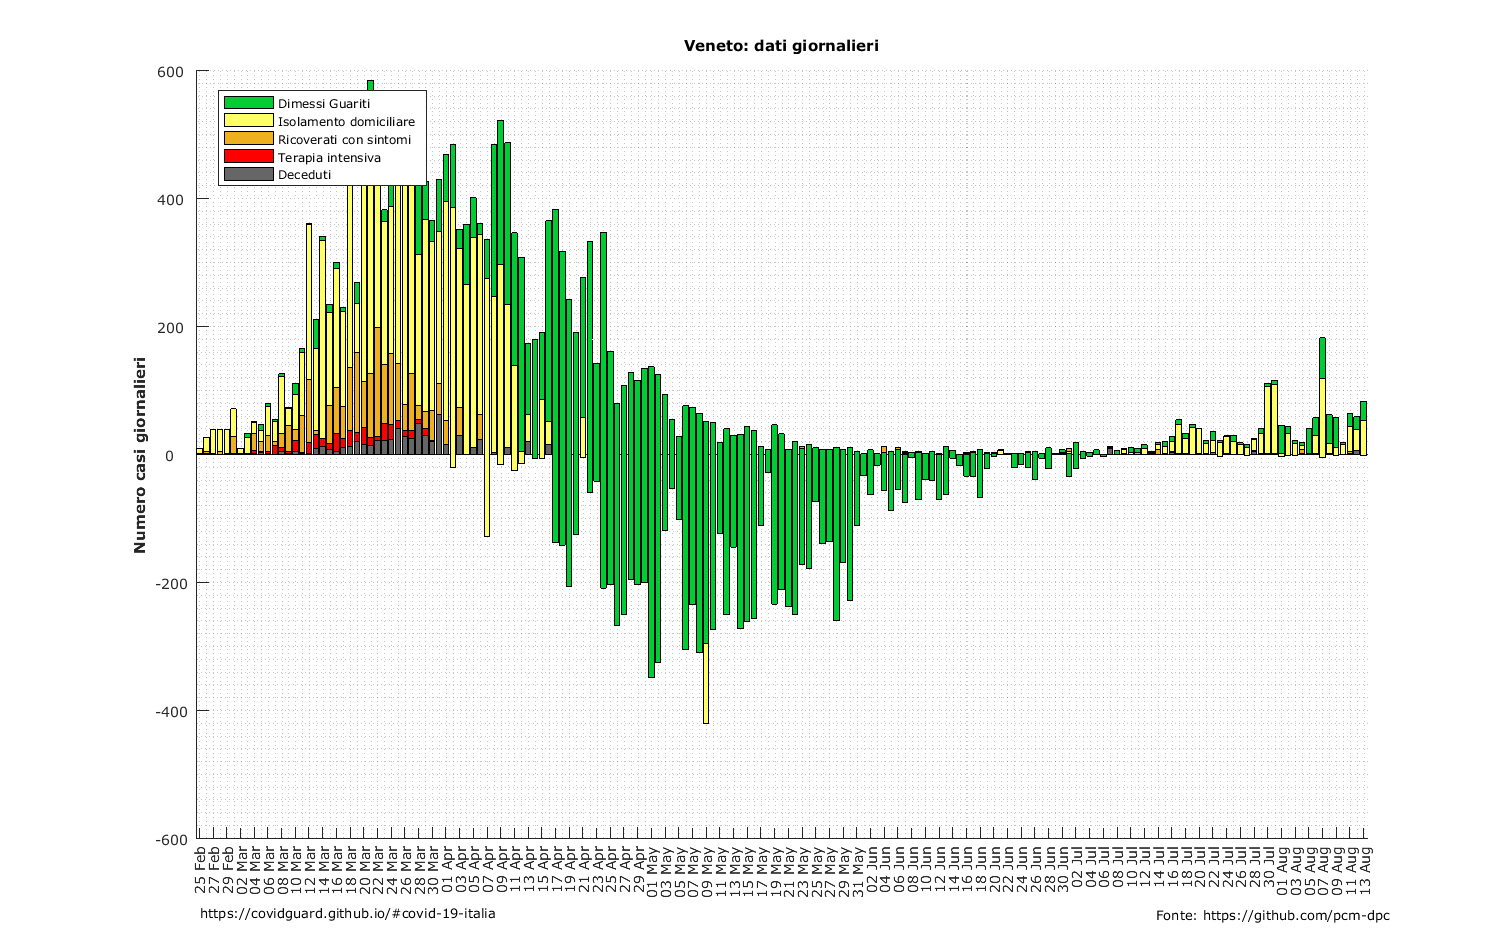 Veneto: dati giornalieri
600
400
200
0
-200
-400
-600
Numero casi giornalieri
Dimessi Guariti
Isolamento domiciliare
Ricoverati con sintomi
Terapia intensiva
Deceduti
25 Feb
27 Feb
29 Feb
02 Mar
04 Mar
06 Mar
08 Mar
10 Mar
12 Mar
14 Mar
16 Mar
18 Mar
20 Mar
22 Mar
24 Mar
26 Mar
28 Mar
30 Mar
01 Apr
03 Apr
05 Apr
07 Apr
09 Apr
11 Apr
13 Apr
15 Apr
17 Apr
19 Apr
21 Apr
23 Apr
25 Apr
27 Apr
29 Apr
01 May
03 May
05 May
07 May
09 May
11 May
13 May
15 May
17 May
19 May
21 May
23 May
25 May
27 May
29 May
31 May
02 Jun
04 Jun
06 Jun
08 Jun
10 Jun
12 Jun
14 Jun
16 Jun
18 Jun
20 Jun
22 Jun
24 Jun
26 Jun
28 Jun
30 Jun
02 Jul
04 Jul
06 Jul
08 Jul
10 Jul
12 Jul
14 Jul
16 Jul
18 Jul
20 Jul
22 Jul
24 Jul
26 Jul
28 Jul
30 Jul
01 Aug
03 Aug
05 Aug
07 Aug
09 Aug
11 Aug
13 Aug
https://covidguard.github.io/#covid-19-italia
Fonte: https://github.com/pcm-dpc